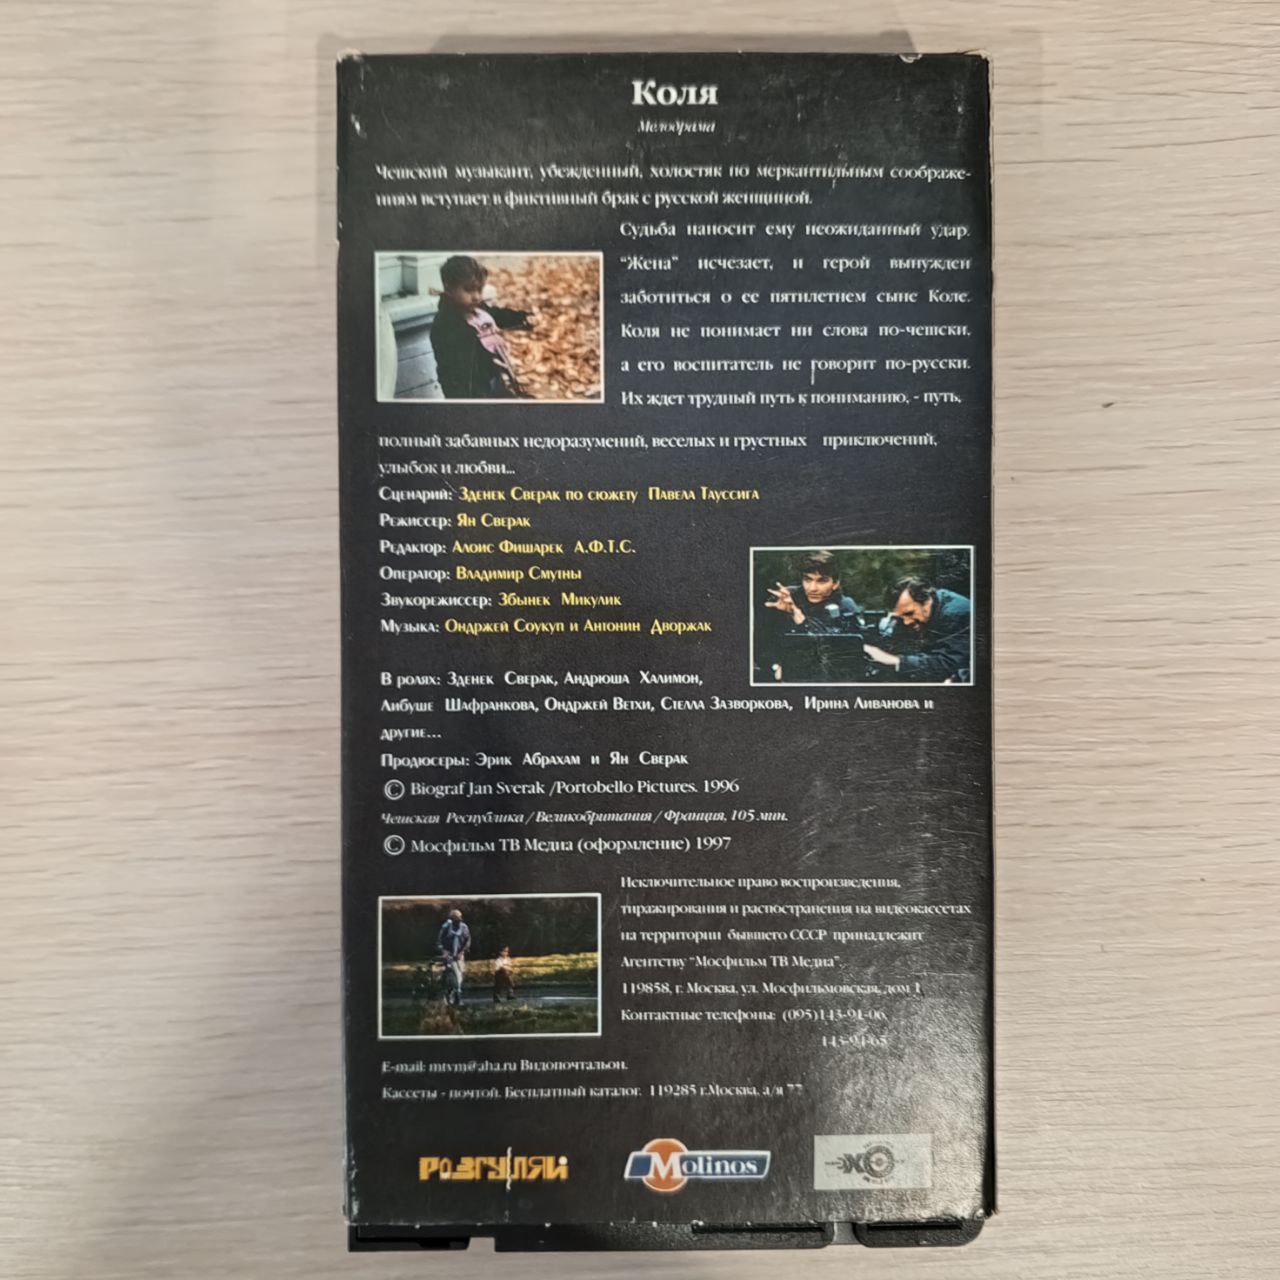 Коля
Мелодрама
Чешский музыкант, убежденный, холостяк по меркантильным соображе-
ниям вступает в фиктивный брак с русской женщиной.
Судьба наносит ему неожиданный удар.
“Жена” исчезает, и герой вынужден
заботиться о ее пятилетнем сыне Коле.
Коля не понимает ни слова по-чешски,
а его воспитатель не говорит по-русски.
Их ждет трудный путь к пониманию, - путь,
полный забавных недоразумений, веселых и грустных приключений,
улыбок и любви...
Сценарий: Зденек Сверак по сюжету Павела Тауссига
Режиссер: Ян Сверак
Редактор: Алоис Фишарек А.Ф.Т.С.
Оператор: Владимир Смутны
Звукорежиссер: Збынек Микулик
Музыка: Ондржей Соукуп и Антонин Дворжак
В ролях: Зденек Сверак, Андрюша Халимон,
Либуше Шафранкова, Ондржей Ветхи, Стелла Зазворкова, Ирина Ливанова и
другие...
Продюсеры: Эрик Абрахам и Ян Сверак
© Biograf Jan Sverak /Portobello Pictures. 1996
Чешская Республика / Великобритания / Франция, 105 мин.
© Мосфильм ТВ Медиа (оформление) 1997
Исключительное право воспроизведения,
тиражирования и распостранения на видеокассетах
на территории бывшего СССР принадлежит
Агентству “Мосфильм ТВ Медиа”.
119858, г. Москва, ул. Мосфильмовская, дом 1
Контактные телефоны: (095)143-91-06,
E-mail: mtvm@aha.ru Видопочтальон.
Кассеты - почтой. Бесплатный каталог. 119285 г.Москва, а/я 77
РОЗГУЛЯЙ
Molinos
ЭХО